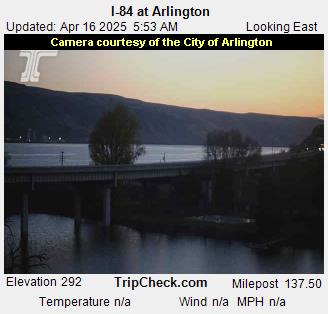 I-84 at Arlington
Updated: Apr 16 2025 5:53 AM Looking East
Camera courtesy of the City of Arlington
Elevation 292 TripCheck.com Milepost 137.50
Temperature n/a Wind n/a MPH n/a